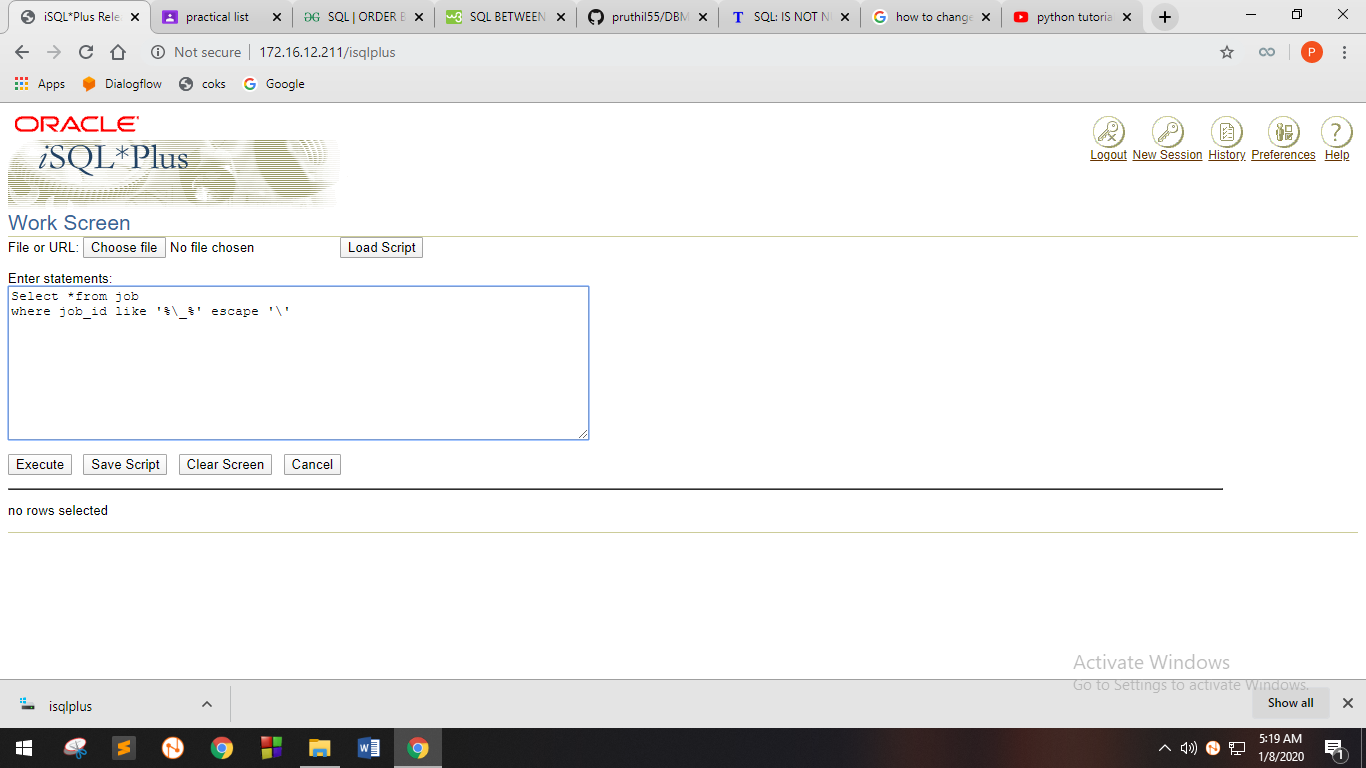 iSQL*Plus Rele
practical list
SQL | ORDER B
SQL BETWEEN
pruthil55/DBM
SQL: IS NOT N
how to change
python tutoria
Not secure | 172.16.12.211/isqlplus
P
Apps
Dialogflow
coks
Google
ORACLE
iSQL*Plus
Logout
New Session
History
Preferences
Help
Work Screen
File or URL: Choose file No file chosen Load Script
Enter statements:
Select *from job
where job_id like '%\_%' escape '\'
Execute
Save Script
Clear Screen
Cancel
no rows selected
Activate Windows
Go to Settings to activate Windows.
isqlplus
Show all
5:19 AM
1/8/2020
1